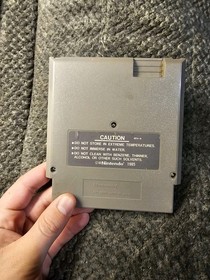 CAUTION
▶DO NOT STORE IN EXTREME TEMPERATURES.
▶DO NOT IMMERSE IN WATER.
▶DO NOT CLEAN WITH BENZENE, THINNER,
ALCOHOL OR OTHER SUCH SOLVENTS.
©Nintendo 1985